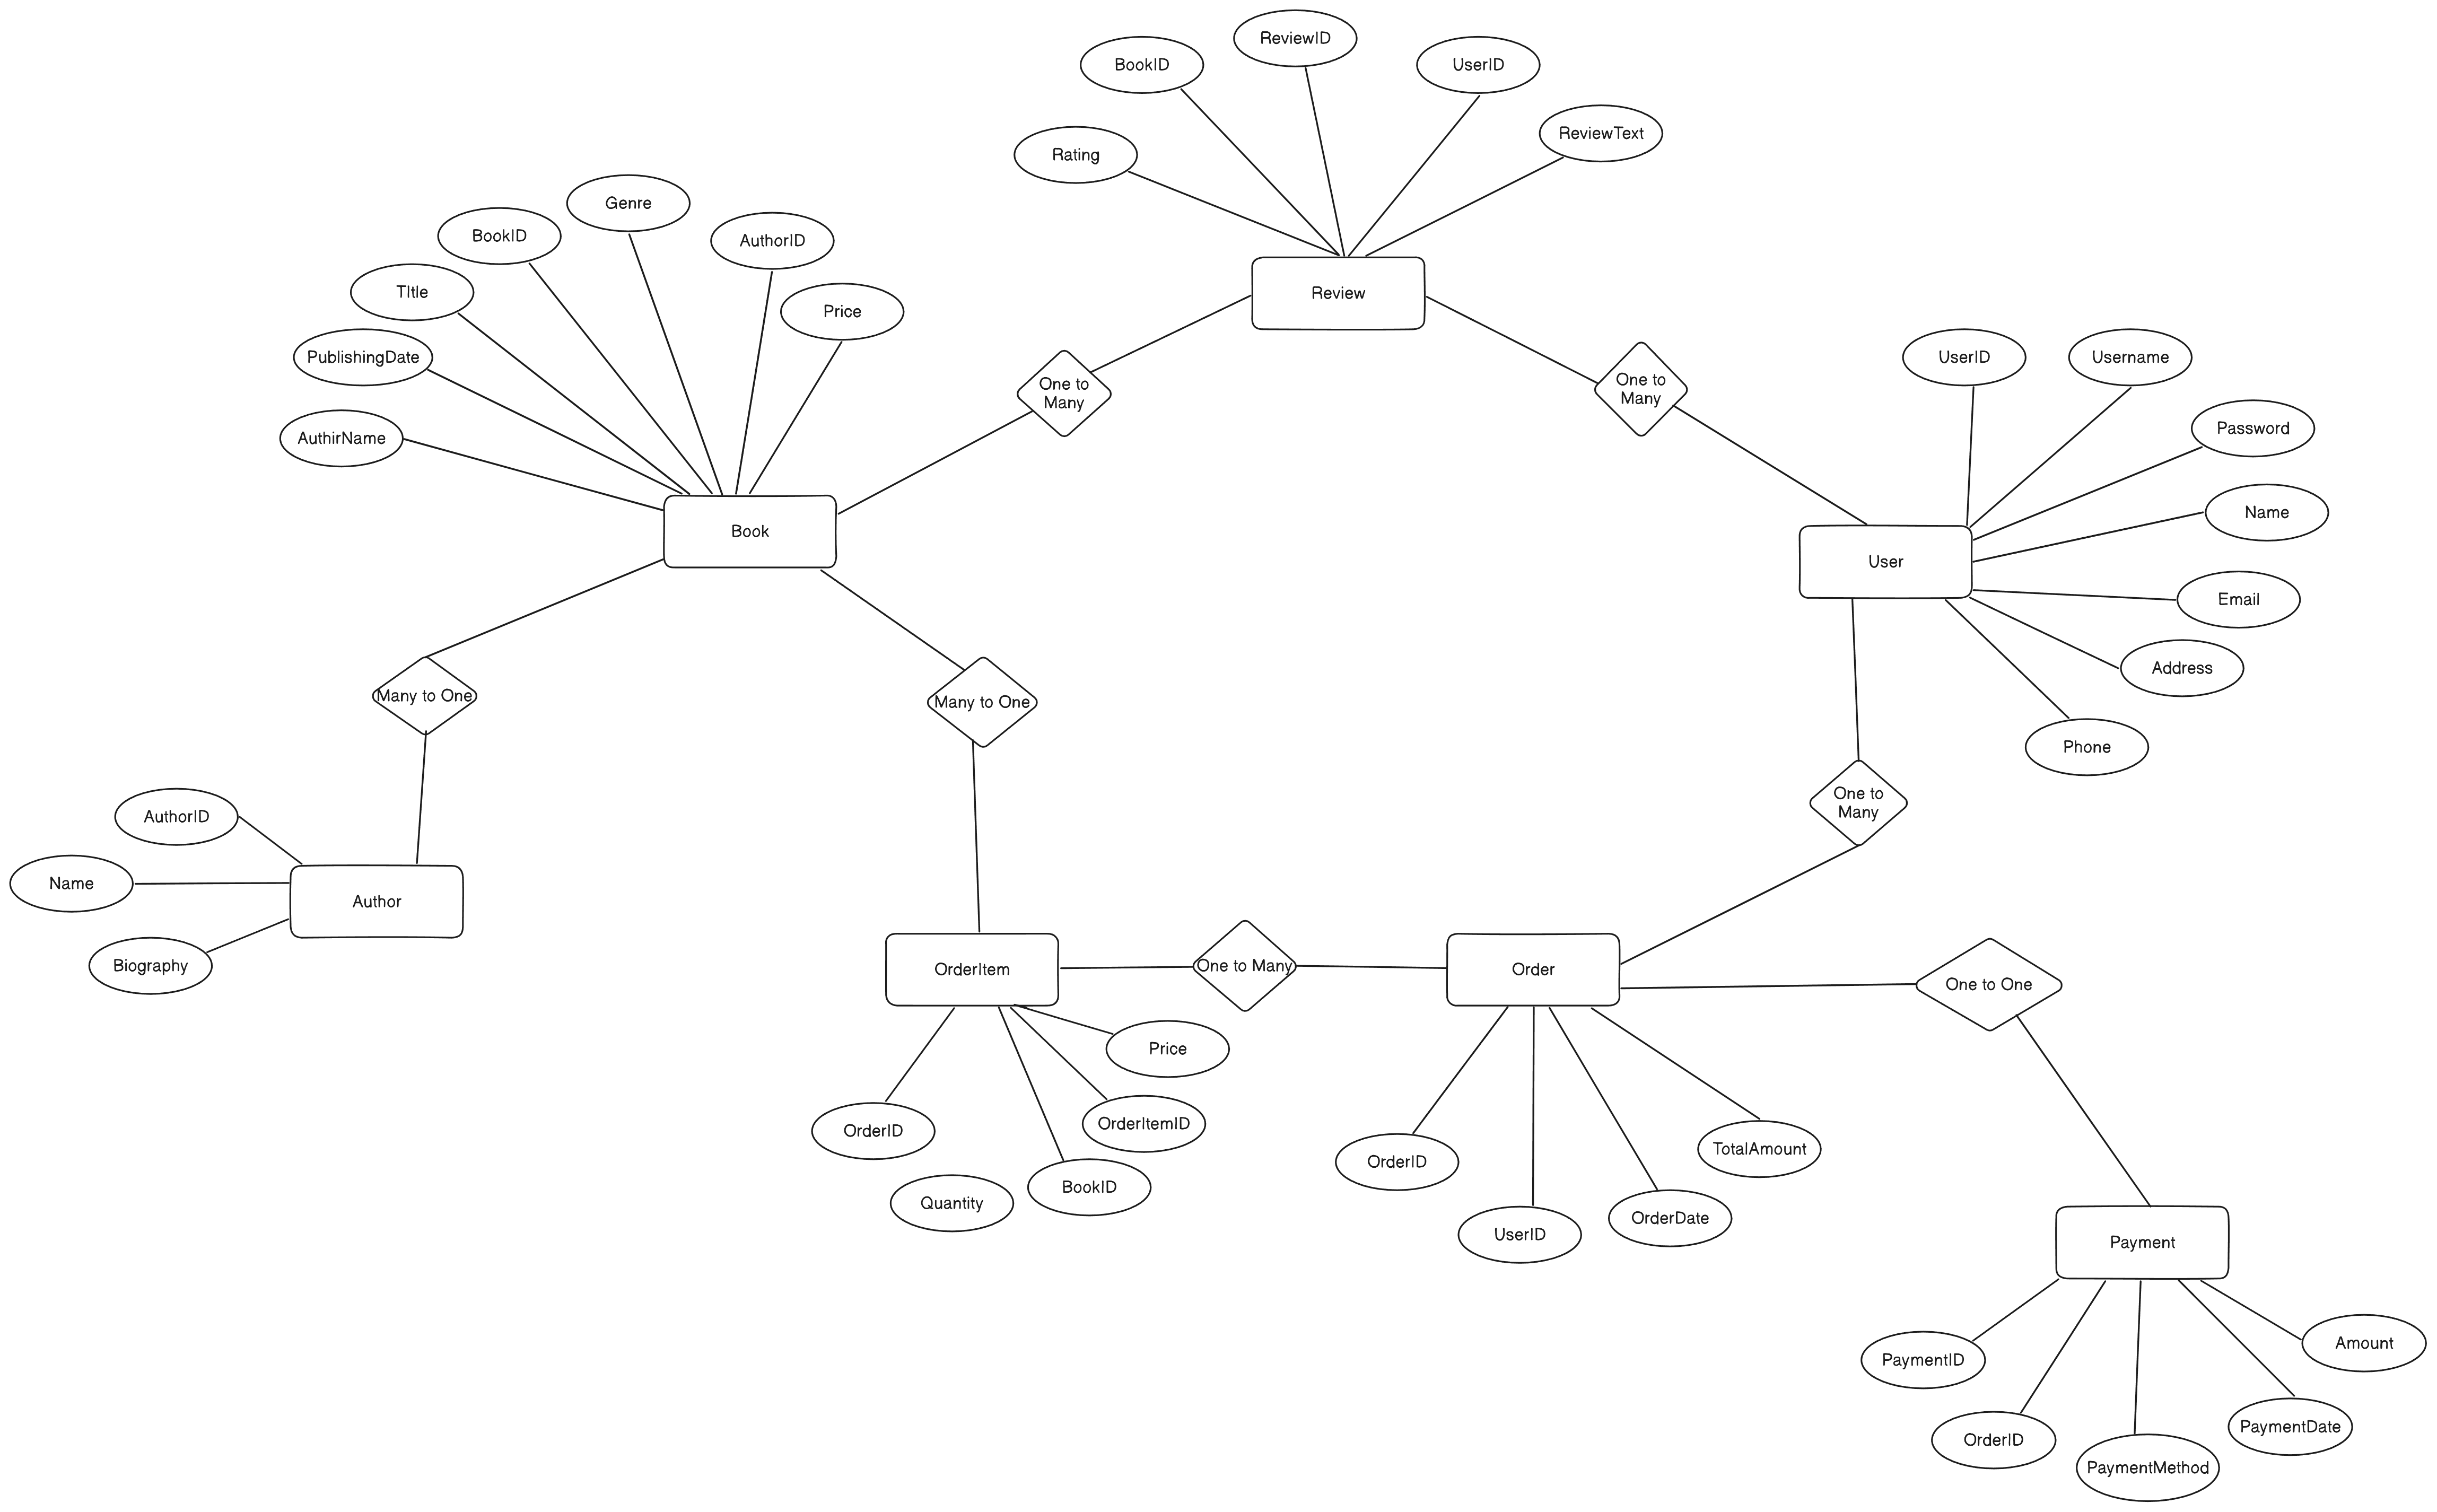 ReviewID
BookID
UserID
ReviewText
Rating
Review
Genre
BookID
AuthorID
TItle
Price
PublishingDate
AuthirName
Book
One to
Many
One to
Many
UserID
Username
Password
Name
User
Email
Address
Phone
Many to One
Many to One
One to
Many
AuthorID
Name
Author
Biography
OrderItem
One to Many
Order
One to One
Price
OrderItemID
OrderID
BookID
Quantity
OrderID
TotalAmount
OrderDate
UserID
Payment
PaymentID
Amount
OrderID
PaymentDate
PaymentMethod